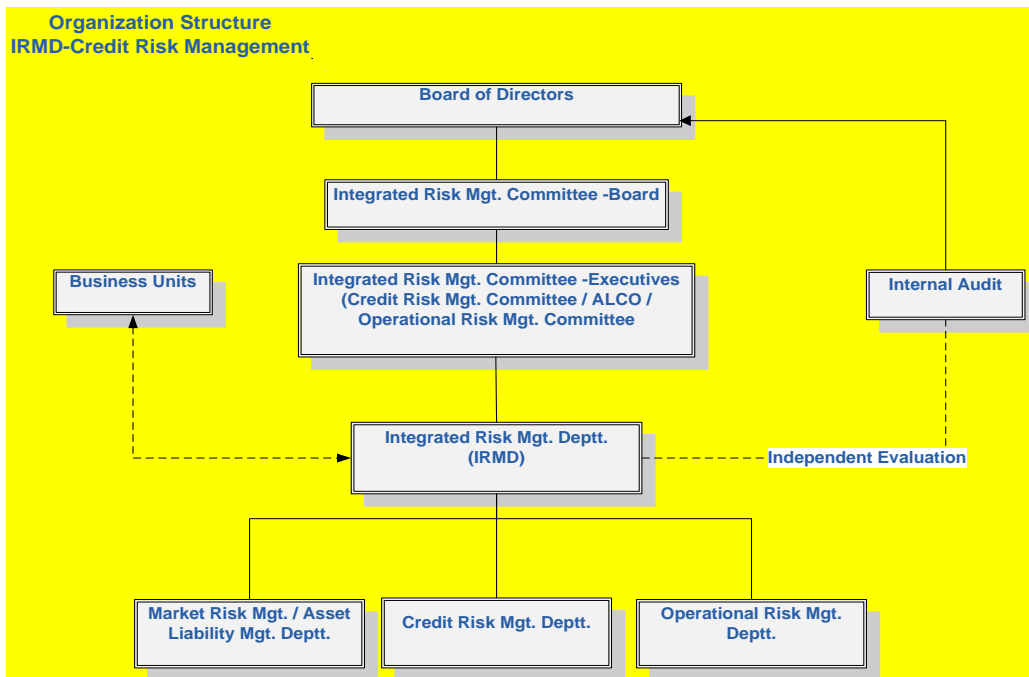 Organization Structure
IRMD-Credit Risk Management
Board of Directors
Integrated Risk Mgt. Committee -Board
Business Units
Integrated Risk Mgt. Committee -Executives
(Credit Risk Mgt. Committee / ALCO /
Operational Risk Mgt. Committee
Internal Audit
Integrated Risk Mgt. Deptt.
(IRMD)
Independent Evaluation
Market Risk Mgt. / Asset
Liability Mgt. Deptt.
Credit Risk Mgt. Deptt.
Operational Risk Mgt.
Deptt.